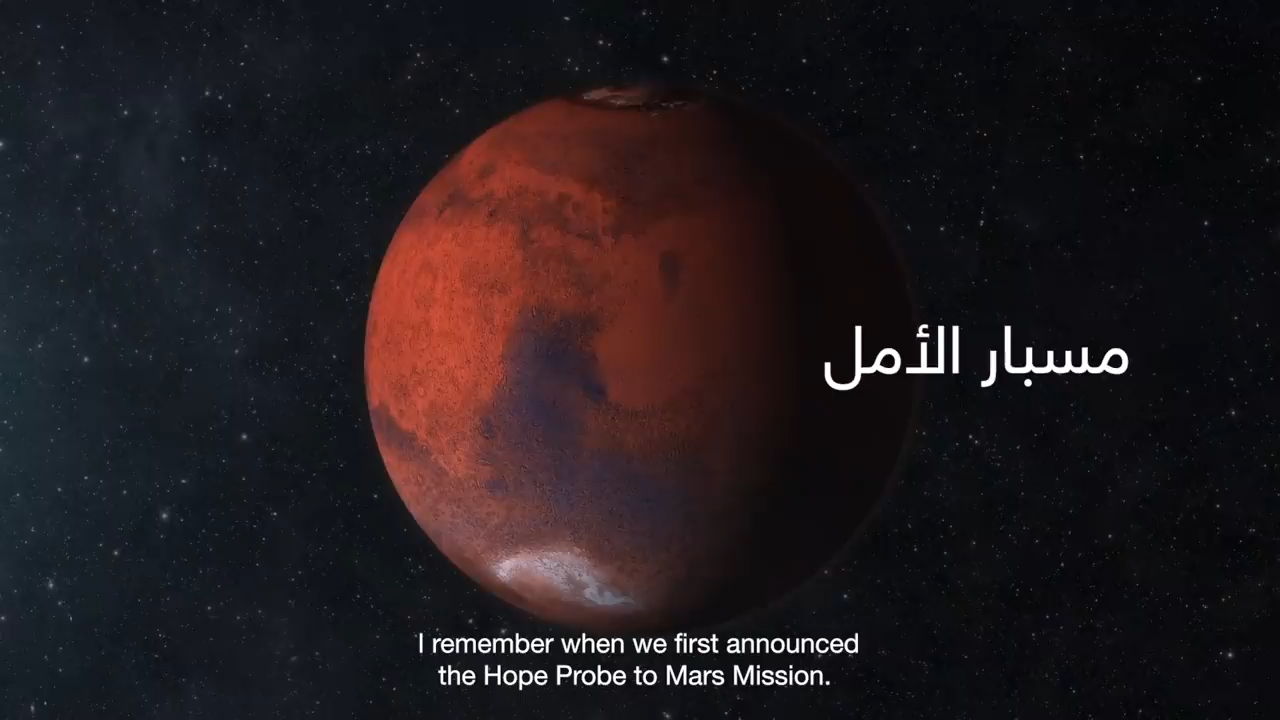 مسبار الأمل
I remember when we first announced
the Hope Probe to Mars Mission.